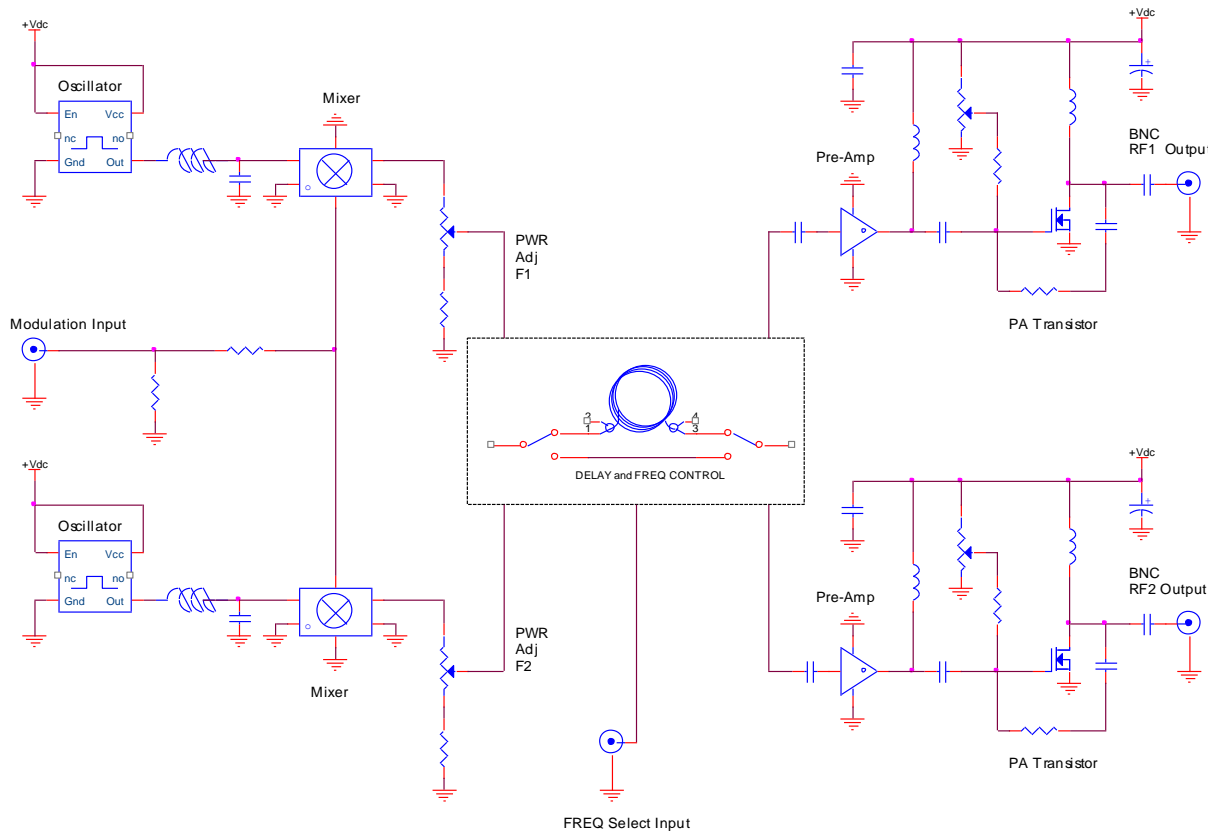 +Vdc
Oscillator
En Vcc
nc no
Gnd Out
Mixer
PWR
Adj
F1
Modulation Input
+Vdc
Oscillator
En Vcc
nc no
Gnd Out
Mixer
PWR
Adj
F2
2
1
4
3
DELAY and FREQ CONTROL
FREQ Select Input
+Vdc
+
Pre-Amp
BNC
RF1 Output
PA Transistor
+Vdc
+
Pre-Amp
BNC
RF2 Output
PA Transistor